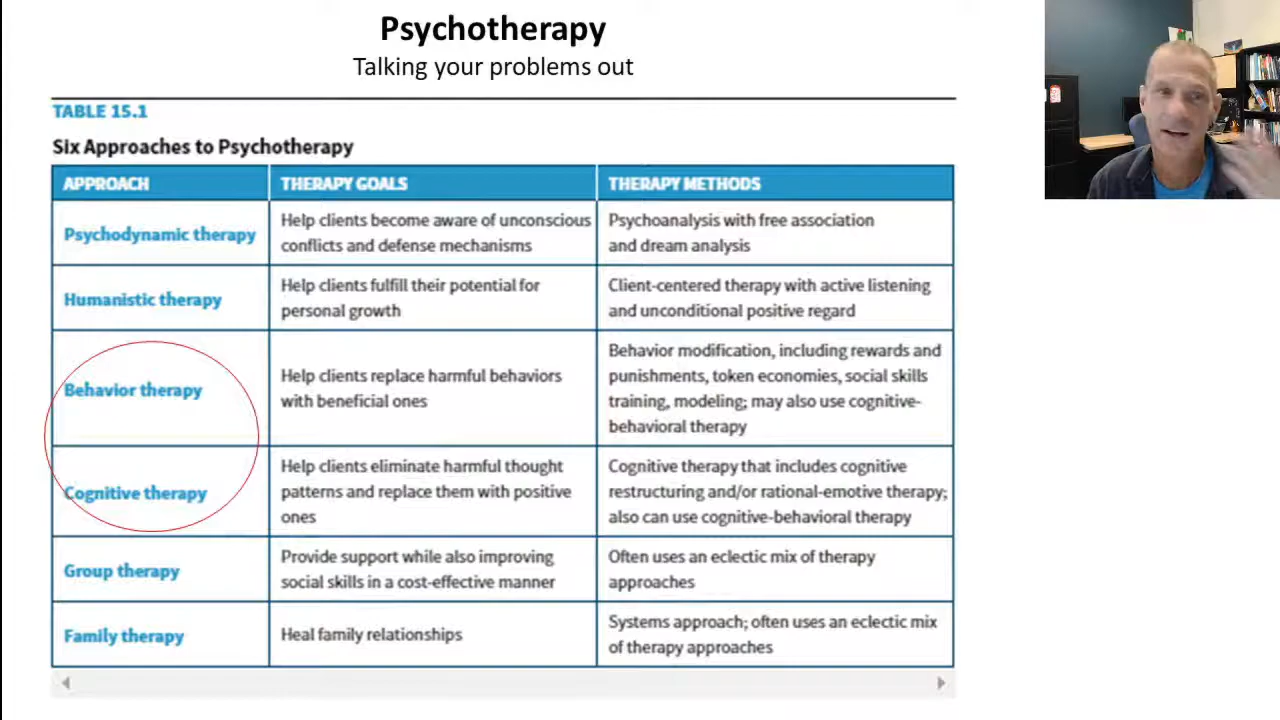 Psychotherapy
Talking your problems out
TABLE 15.1
Six Approaches to Psychotherapy
APPROACH
THERAPY GOALS
THERAPY METHODS
Psychodynamic therapy
Help clients become aware of unconscious
conflicts and defense mechanisms
Psychoanalysis with free association
and dream analysis
Humanistic therapy
Help clients fulfill their potential for
personal growth
Client-centered therapy with active listening
and unconditional positive regard
Behavior therapy
Help clients replace harmful behaviors
with beneficial ones
Behavior modification, including rewards and
punishments, token economies, social skills
training, modeling; may also use cognitive-
behavioral therapy
Cognitive therapy
Help clients eliminate harmful thought
patterns and replace them with positive
ones
Cognitive therapy that includes cognitive
restructuring and/or rational-emotive therapy;
also can use cognitive-behavioral therapy
Group therapy
Provide support while also improving
social skills in a cost-effective manner
Often uses an eclectic mix of therapy
approaches
Family therapy
Heal family relationships
Systems approach; often uses an eclectic mix
of therapy approaches